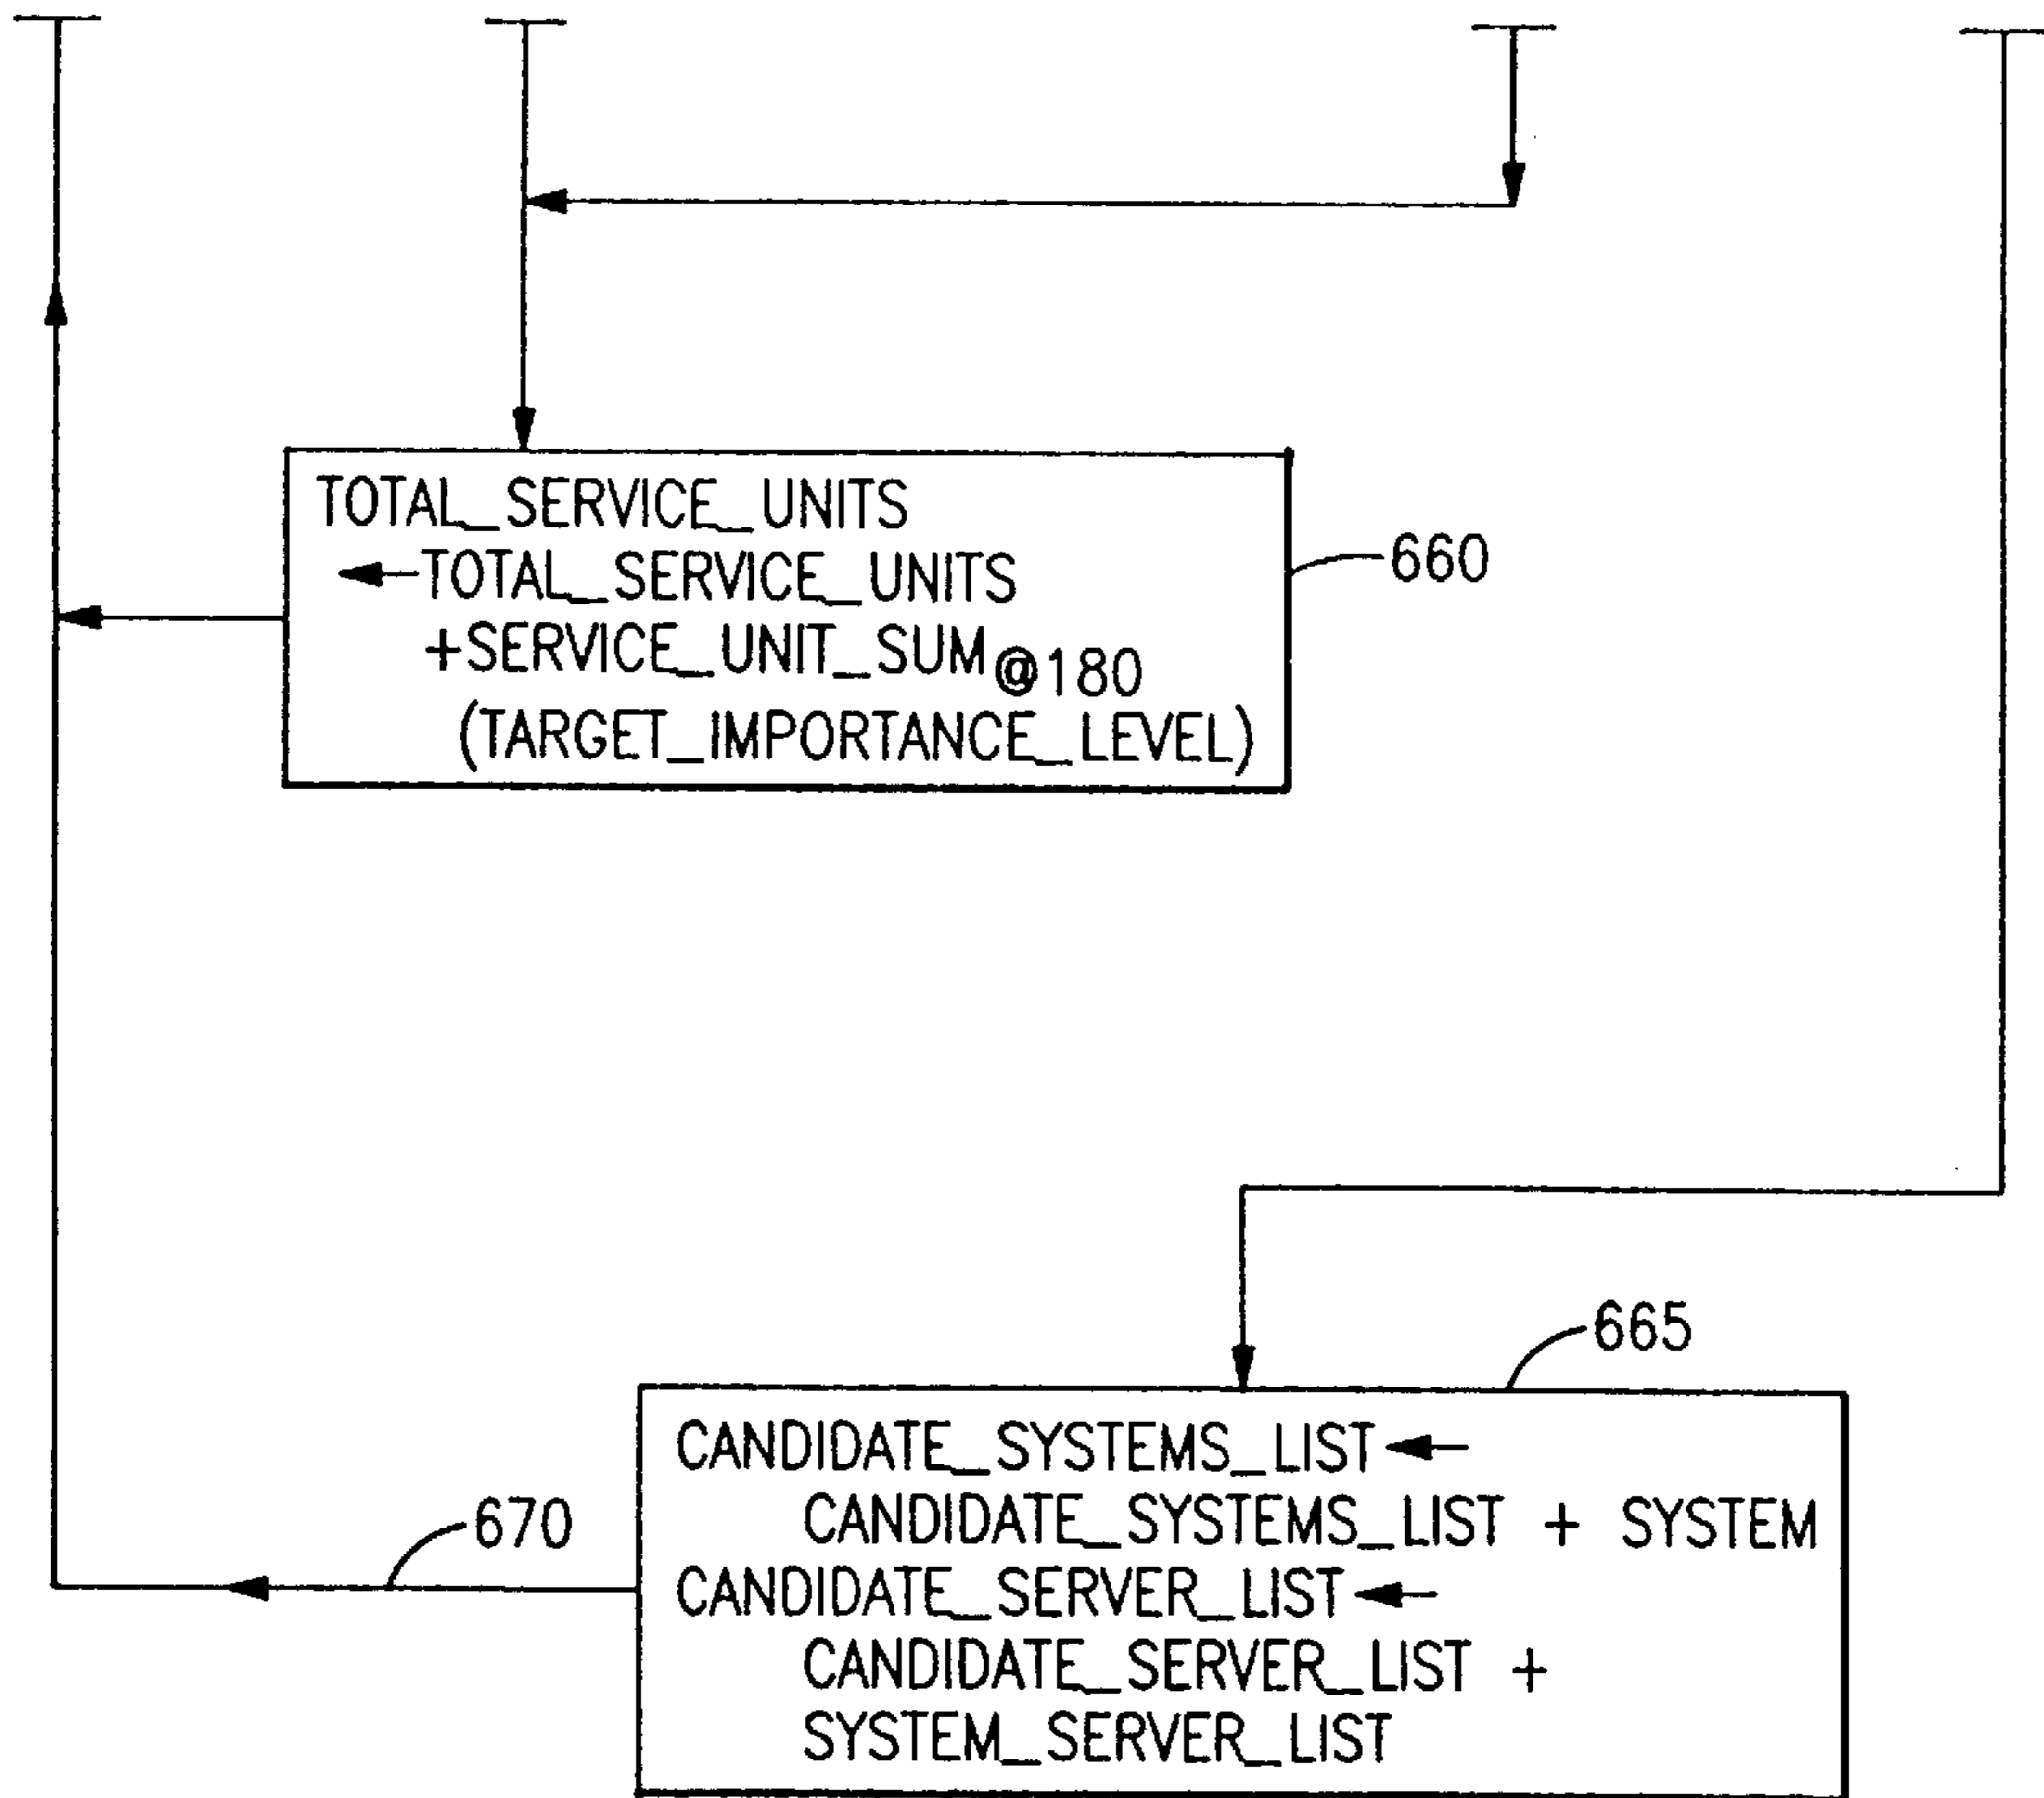 TOTAL_SERVICE_UNITS
←TOTAL_SERVICE_UNITS
+SERVICE_UNIT_SUM@180
(TARGET_IMPORTANCE_LEVEL)
660
665
CANDIDATE_SYSTEMS_LIST←
CANDIDATE_SYSTEMS_LIST + SYSTEM
CANDIDATE_SERVER_LIST←
CANDIDATE_SERVER_LIST +
SYSTEM_SERVER_LIST
670